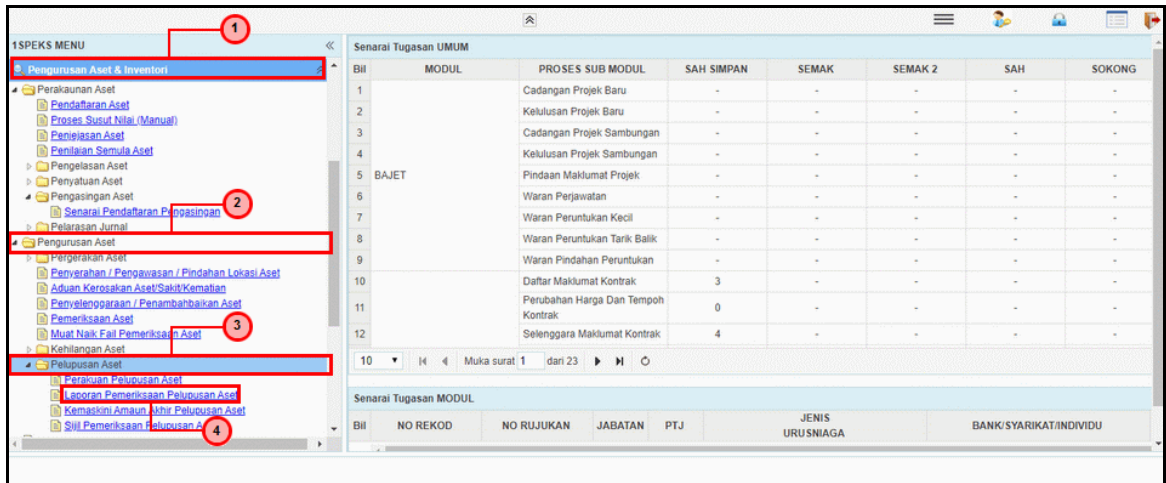 1
1SPEKS MENU
Pengurusan Aset & Inventori
Perakaunan Aset
Pendaftaran Aset
Proses Susut Nilai (Manual)
Penjejasan Aset
Penilaian Semula Aset
Pengelasan Aset
Penyatuan Aset
Pengasingan Aset
2
Senarai Pendaftaran Pengasingan
Pelarasan Jurnal
Pengurusan Aset
Pergerakan Aset
Penyerahan / Pengawasan / Pindahan Lokasi Aset
Aduan Kerosakan Aset/Sakit/Kematian
Penyelenggaraan / Penambahbaikan Aset
Pemeriksaan Aset
3
Muat Naik Fail Pemeriksaan Aset
Kehilangan Aset
Pelupusan Aset
Perakuan Pelupusan Aset
Laporan Pemeriksaan Pelupusan Aset
Kemaskini Amaun Akhir Pelupusan Aset
Sijil Pemeriksaan Pelupusan A
4
Senarai Tugasan UMUM
Bil MODUL PROSES SUB MODUL SAH SIMPAN SEMAK SEMAK 2 SAH SOKONG
1 Cadangan Projek Baru - - - - -
2 Kelulusan Projek Baru - - - - -
3 Cadangan Projek Sambungan - - - - -
4 Kelulusan Projek Sambungan - - - - -
5 BAJET Pindaan Maklumat Projek - - - - -
6 Waran Perjawatan - - - - -
7 Waran Peruntukan Kecil - - - - -
8 Waran Peruntukan Tarik Balik - - - - -
9 Waran Pindahan Peruntukan - - - - -
10 Daftar Maklumat Kontrak 3 - - - -
11 Perubahan Harga Dan Tempoh 0 - - - -
Kontrak
12 Selenggara Maklumat Kontrak 4 - - - -
10 Muka surat 1 dari 23
Senarai Tugasan MODUL
Bil NO REKOD NO RUJUKAN JABATAN PTJ JENIS BANK/SYARIKAT/INDIVIDU
URUSNIAGA